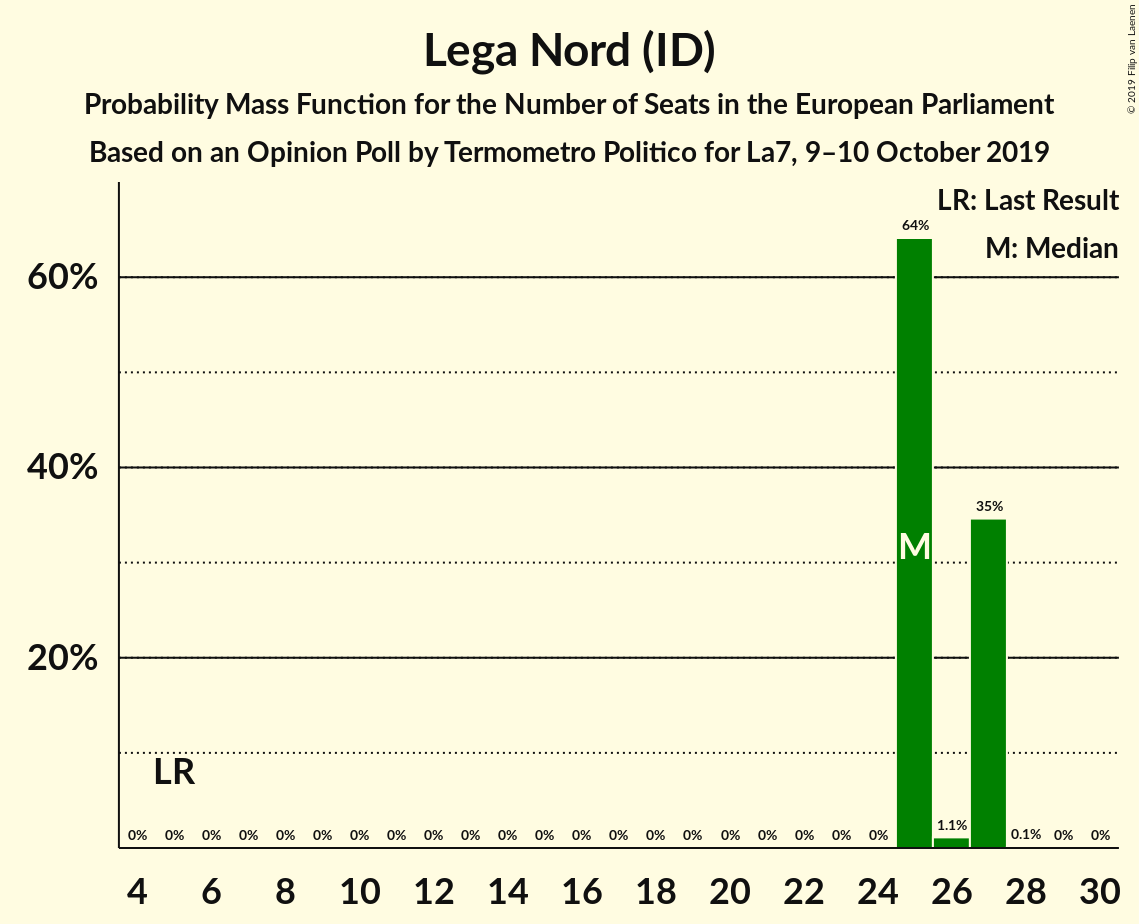 © 2019 Filip van Laenen
Lega Nord (ID)
Probability Mass Function for the Number of Seats in the European Parliament
Based on an Opinion Poll by Termometro Politico for La7, 9–10 October 2019
LR: Last Result
M: Median
64%
60%
40%
35%
M
20%
LR
0% 0% 0% 0% 0% 0% 0% 0% 0% 0% 0% 0% 0% 0% 0% 0% 0% 0% 0% 0% 0% 1.1% 0.1% 0% 0%
4 6 8 10 12 14 16 18 20 22 24 26 28 30